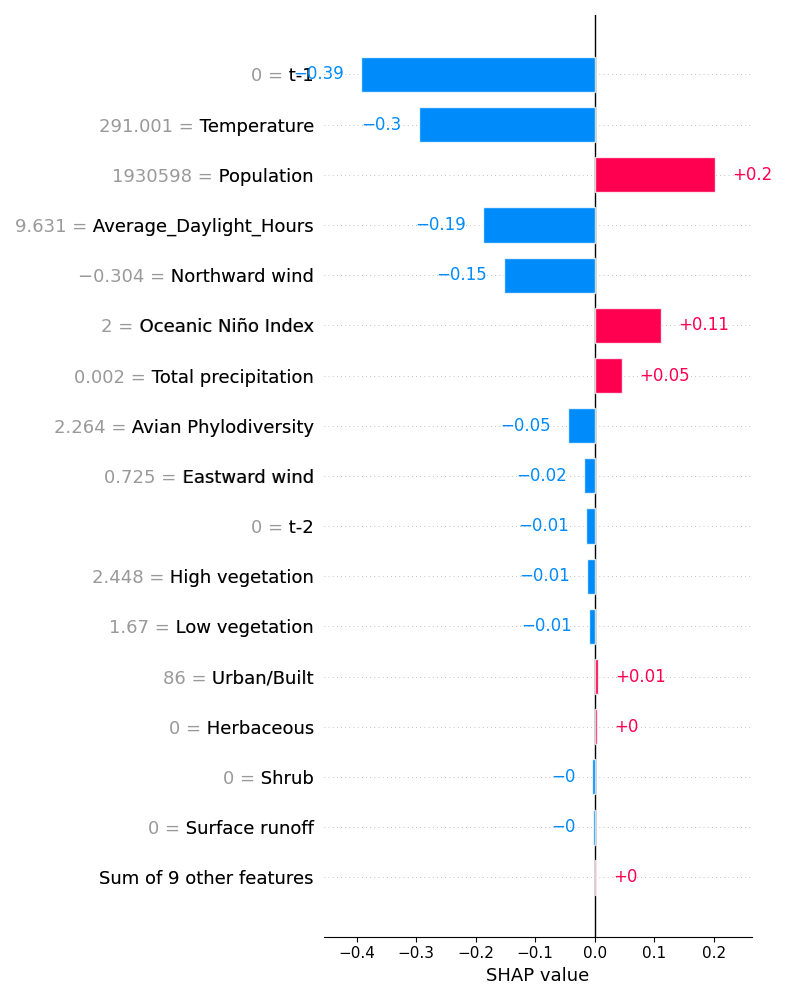 0 = t-1 −0.39
291.001 = Temperature −0.3
1930598 = Population +0.2
9.631 = Average_Daylight_Hours −0.19
−0.304 = Northward wind −0.15
2 = Oceanic Niño Index +0.11
0.002 = Total precipitation +0.05
2.264 = Avian Phylodiversity −0.05
0.725 = Eastward wind −0.02
0 = t-2 −0.01
2.448 = High vegetation −0.01
1.67 = Low vegetation −0.01
86 = Urban/Built +0.01
0 = Herbaceous +0
0 = Shrub −0
0 = Surface runoff −0
Sum of 9 other features +0
−0.4 −0.3 −0.2 −0.1 0.0 0.1 0.2
SHAP value